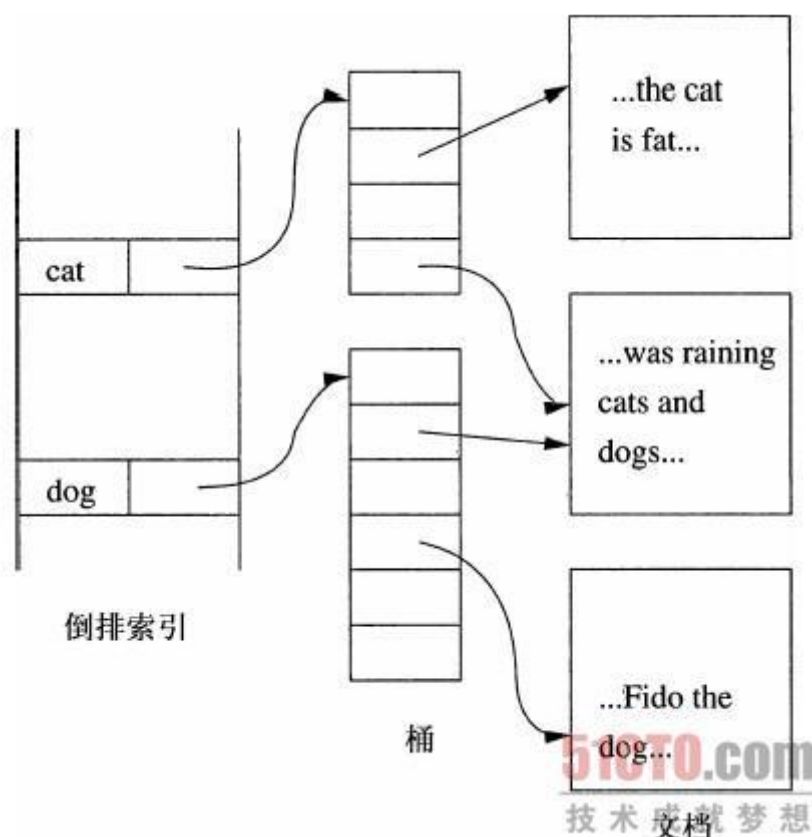 ...the cat
is fat...
cat
...was raining
cats and
dogs...
dog
倒排索引
桶
...Fido the
dog...
51CTO.com
技术成就梦想
文档